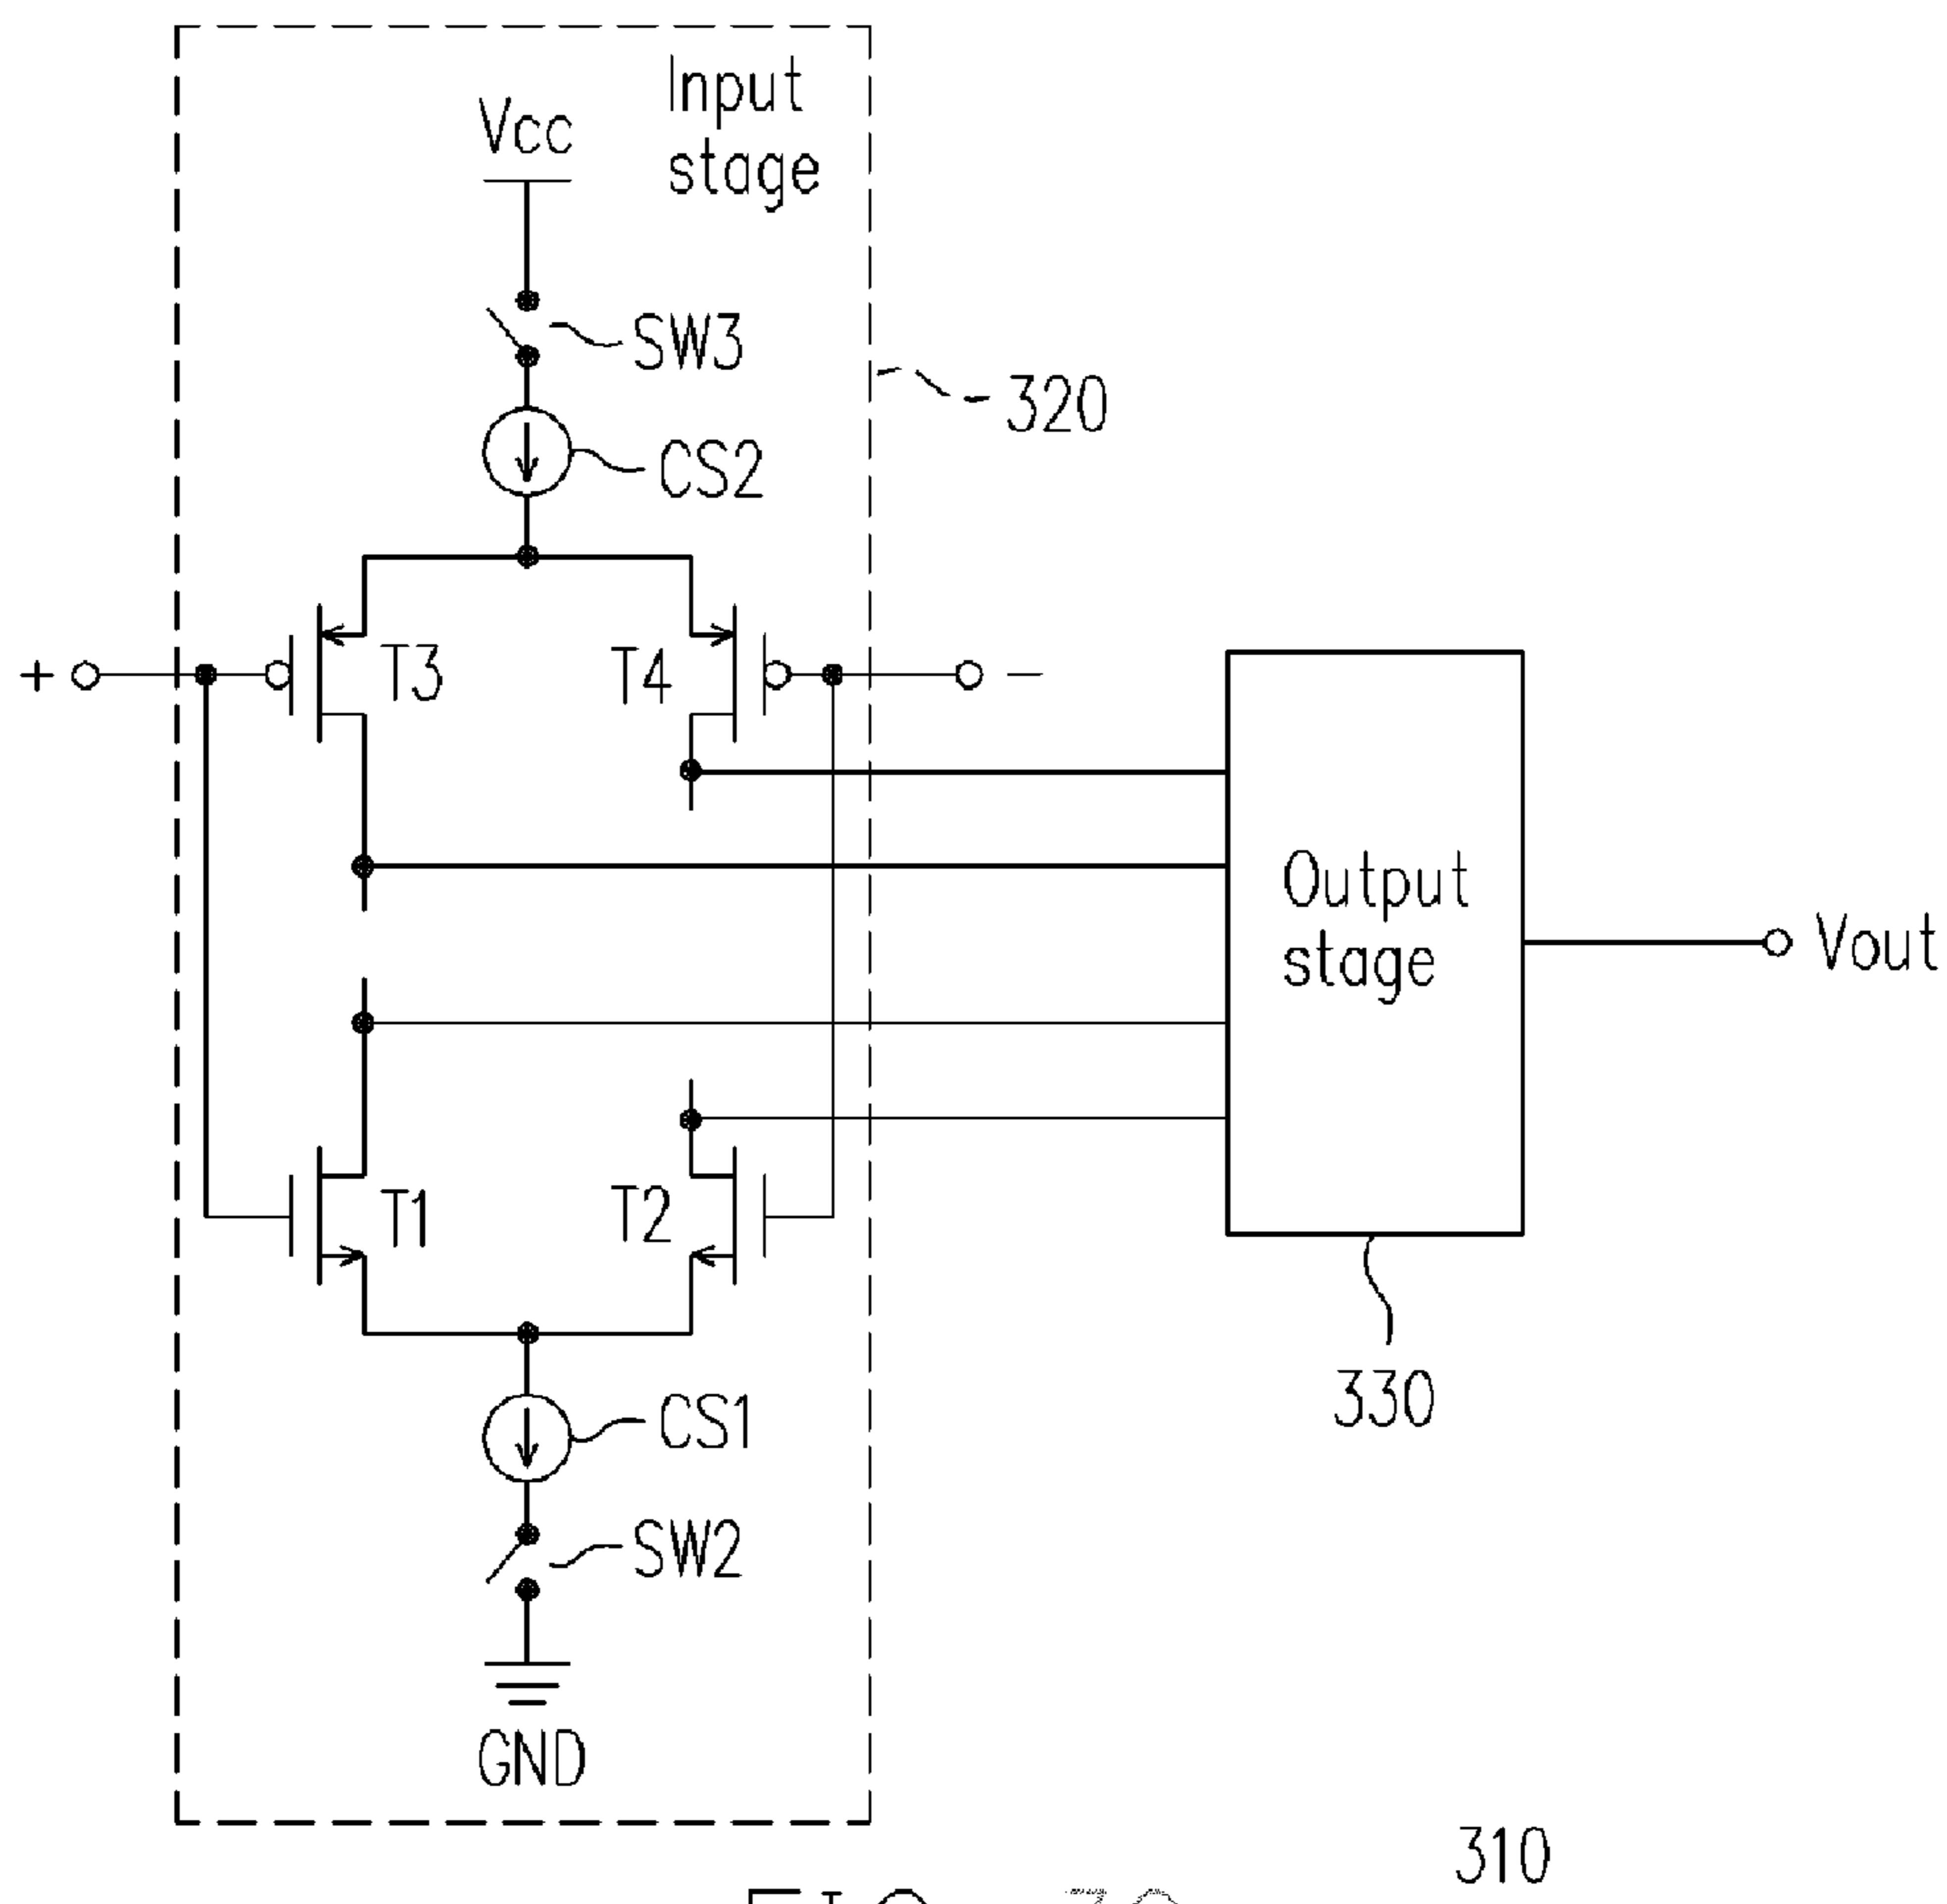 Input
stage
Vcc
SW3
320
CS2
+
T3
T4
−
Output
stage
Vout
T1
T2
330
CS1
SW2
GND
310